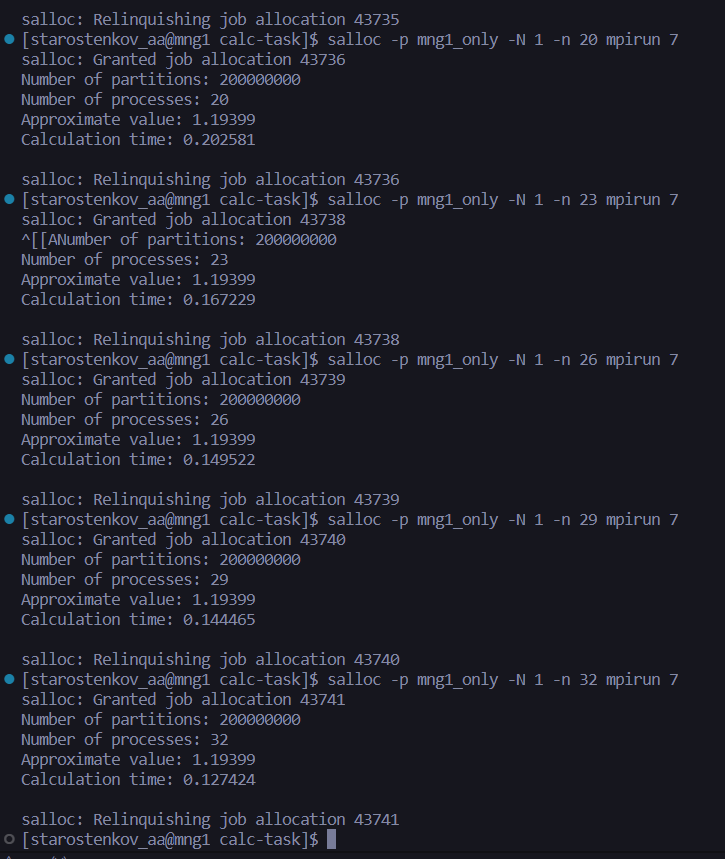 salloc: Relinquishing job allocation 43735
[starostenkov_aa@mng1 calc-task]$ salloc -p mng1_only -N 1 -n 20 mpirun 7
salloc: Granted job allocation 43736
Number of partitions: 200000000
Number of processes: 20
Approximate value: 1.19399
Calculation time: 0.202581
salloc: Relinquishing job allocation 43736
[starostenkov_aa@mng1 calc-task]$ salloc -p mng1_only -N 1 -n 23 mpirun 7
salloc: Granted job allocation 43738
^[[ANumber of partitions: 200000000
Number of processes: 23
Approximate value: 1.19399
Calculation time: 0.167229
salloc: Relinquishing job allocation 43738
[starostenkov_aa@mng1 calc-task]$ salloc -p mng1_only -N 1 -n 26 mpirun 7
salloc: Granted job allocation 43739
Number of partitions: 200000000
Number of processes: 26
Approximate value: 1.19399
Calculation time: 0.149522
salloc: Relinquishing job allocation 43739
[starostenkov_aa@mng1 calc-task]$ salloc -p mng1_only -N 1 -n 29 mpirun 7
salloc: Granted job allocation 43740
Number of partitions: 200000000
Number of processes: 29
Approximate value: 1.19399
Calculation time: 0.144465
salloc: Relinquishing job allocation 43740
[starostenkov_aa@mng1 calc-task]$ salloc -p mng1_only -N 1 -n 32 mpirun 7
salloc: Granted job allocation 43741
Number of partitions: 200000000
Number of processes: 32
Approximate value: 1.19399
Calculation time: 0.127424
salloc: Relinquishing job allocation 43741
[starostenkov_aa@mng1 calc-task]$